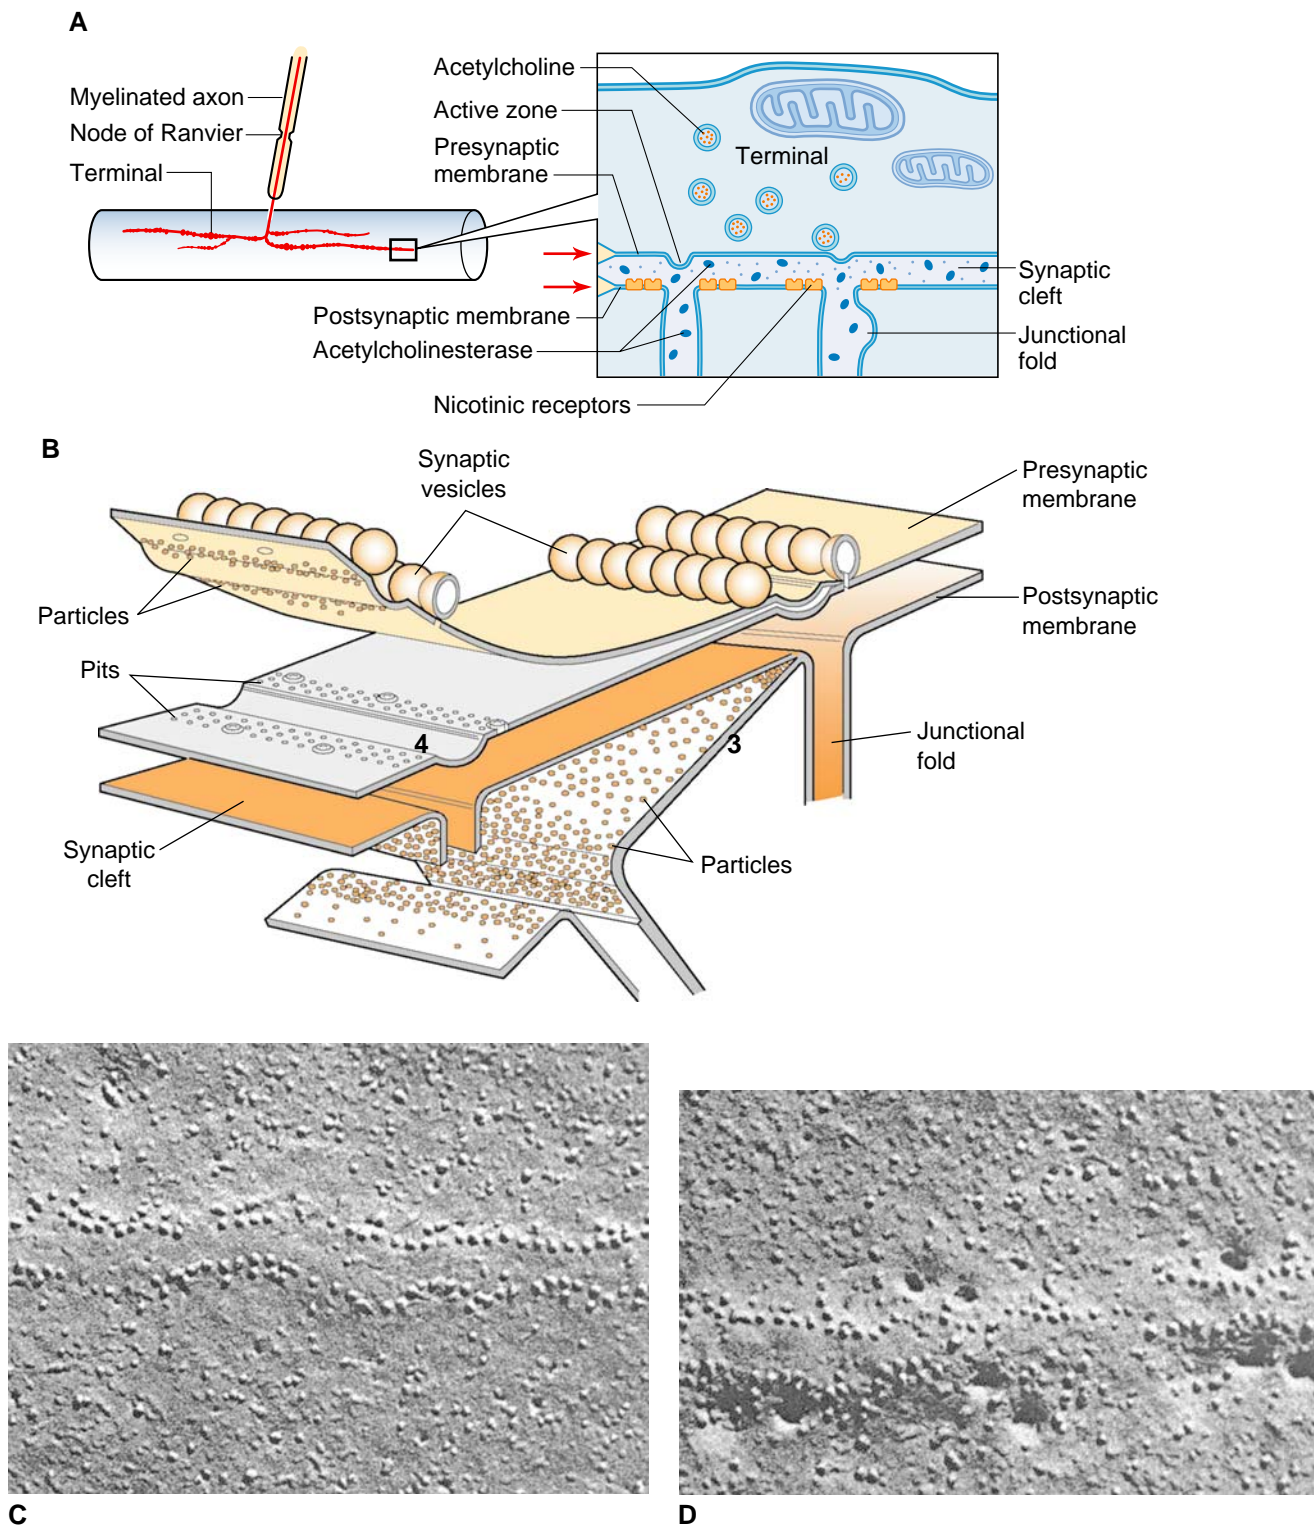 A
Myelinated axon
Node of Ranvier
Terminal
Acetylcholine
Active zone
Presynaptic
membrane
Terminal
Synaptic
cleft
Postsynaptic membrane
Acetylcholinesterase
Junctional
fold
Nicotinic receptors
B
Synaptic
vesicles
Presynaptic
membrane
Particles
Postsynaptic
membrane
Pits
4
3
Junctional
fold
Synaptic
cleft
Particles
C
D